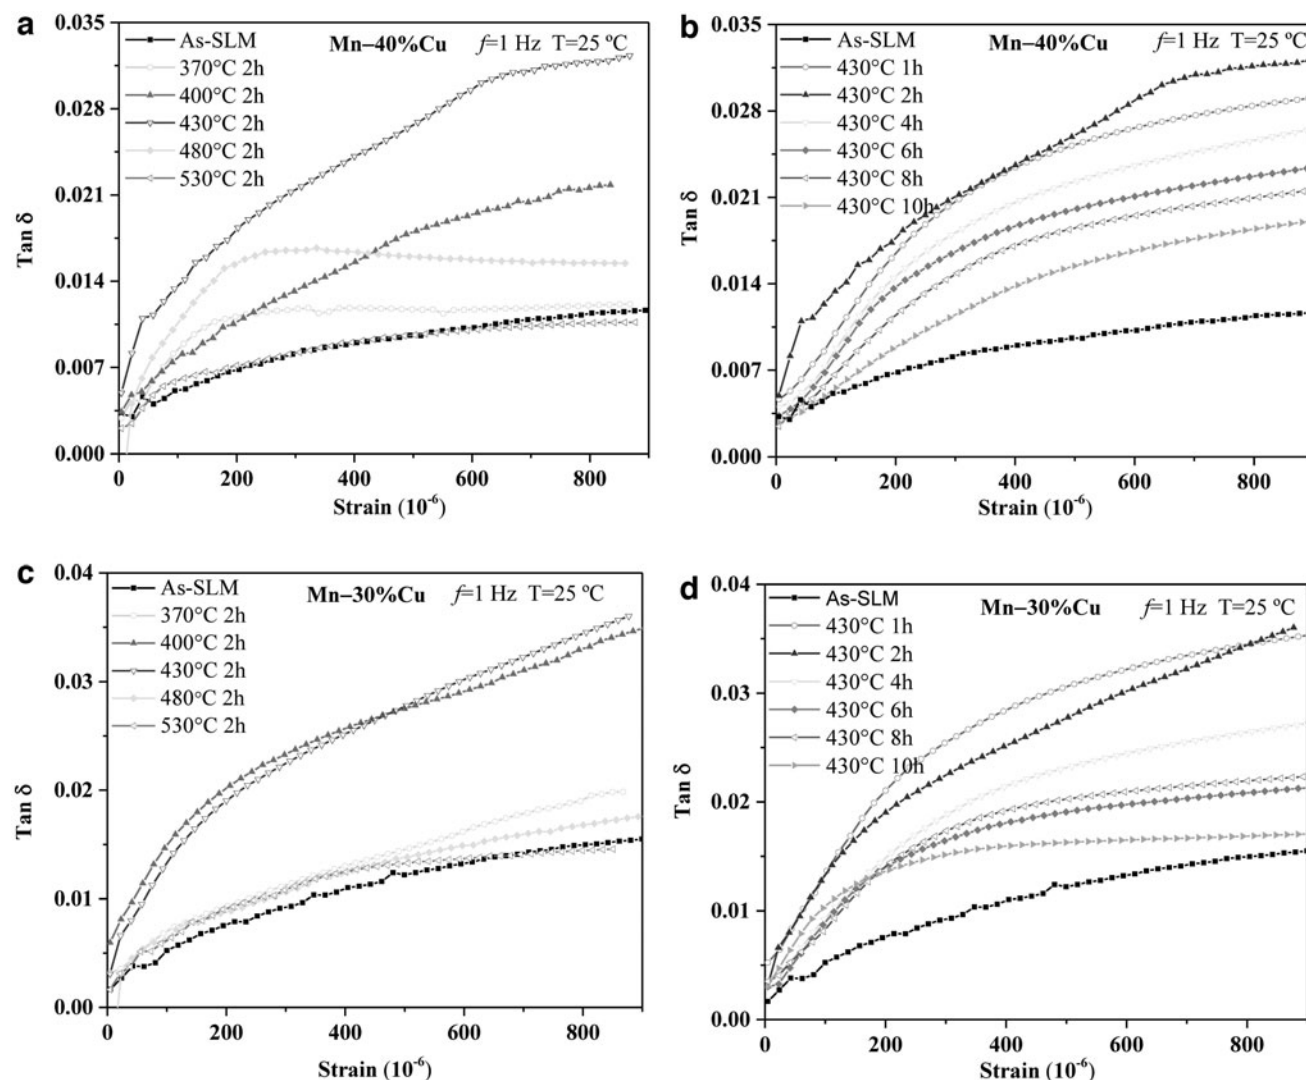 a
0.035
0.028
0.021
0.014
0.007
0.000
Tan δ
As-SLM
370°C 2h
400°C 2h
430°C 2h
480°C 2h
530°C 2h
Mn–40%Cu
f=1 Hz T=25 ºC
0 200 400 600 800
Strain (10-6)
b
0.035
0.028
0.021
0.014
0.007
0.000
Tan δ
As-SLM
430°C 1h
430°C 2h
430°C 4h
430°C 6h
430°C 8h
430°C 10h
Mn–40%Cu
f=1 Hz T=25 ºC
0 200 400 600 800
Strain (10-6)
c
0.04
0.03
0.02
0.01
0.00
Tan δ
As-SLM
370°C 2h
400°C 2h
430°C 2h
480°C 2h
530°C 2h
Mn–30%Cu
f=1 Hz T=25 ºC
0 200 400 600 800
Strain (10-6)
d
0.04
0.03
0.02
0.01
0.00
Tan δ
As-SLM
430°C 1h
430°C 2h
430°C 4h
430°C 6h
430°C 8h
430°C 10h
Mn–30%Cu
f=1 Hz T=25 ºC
0 200 400 600 800
Strain (10-6)